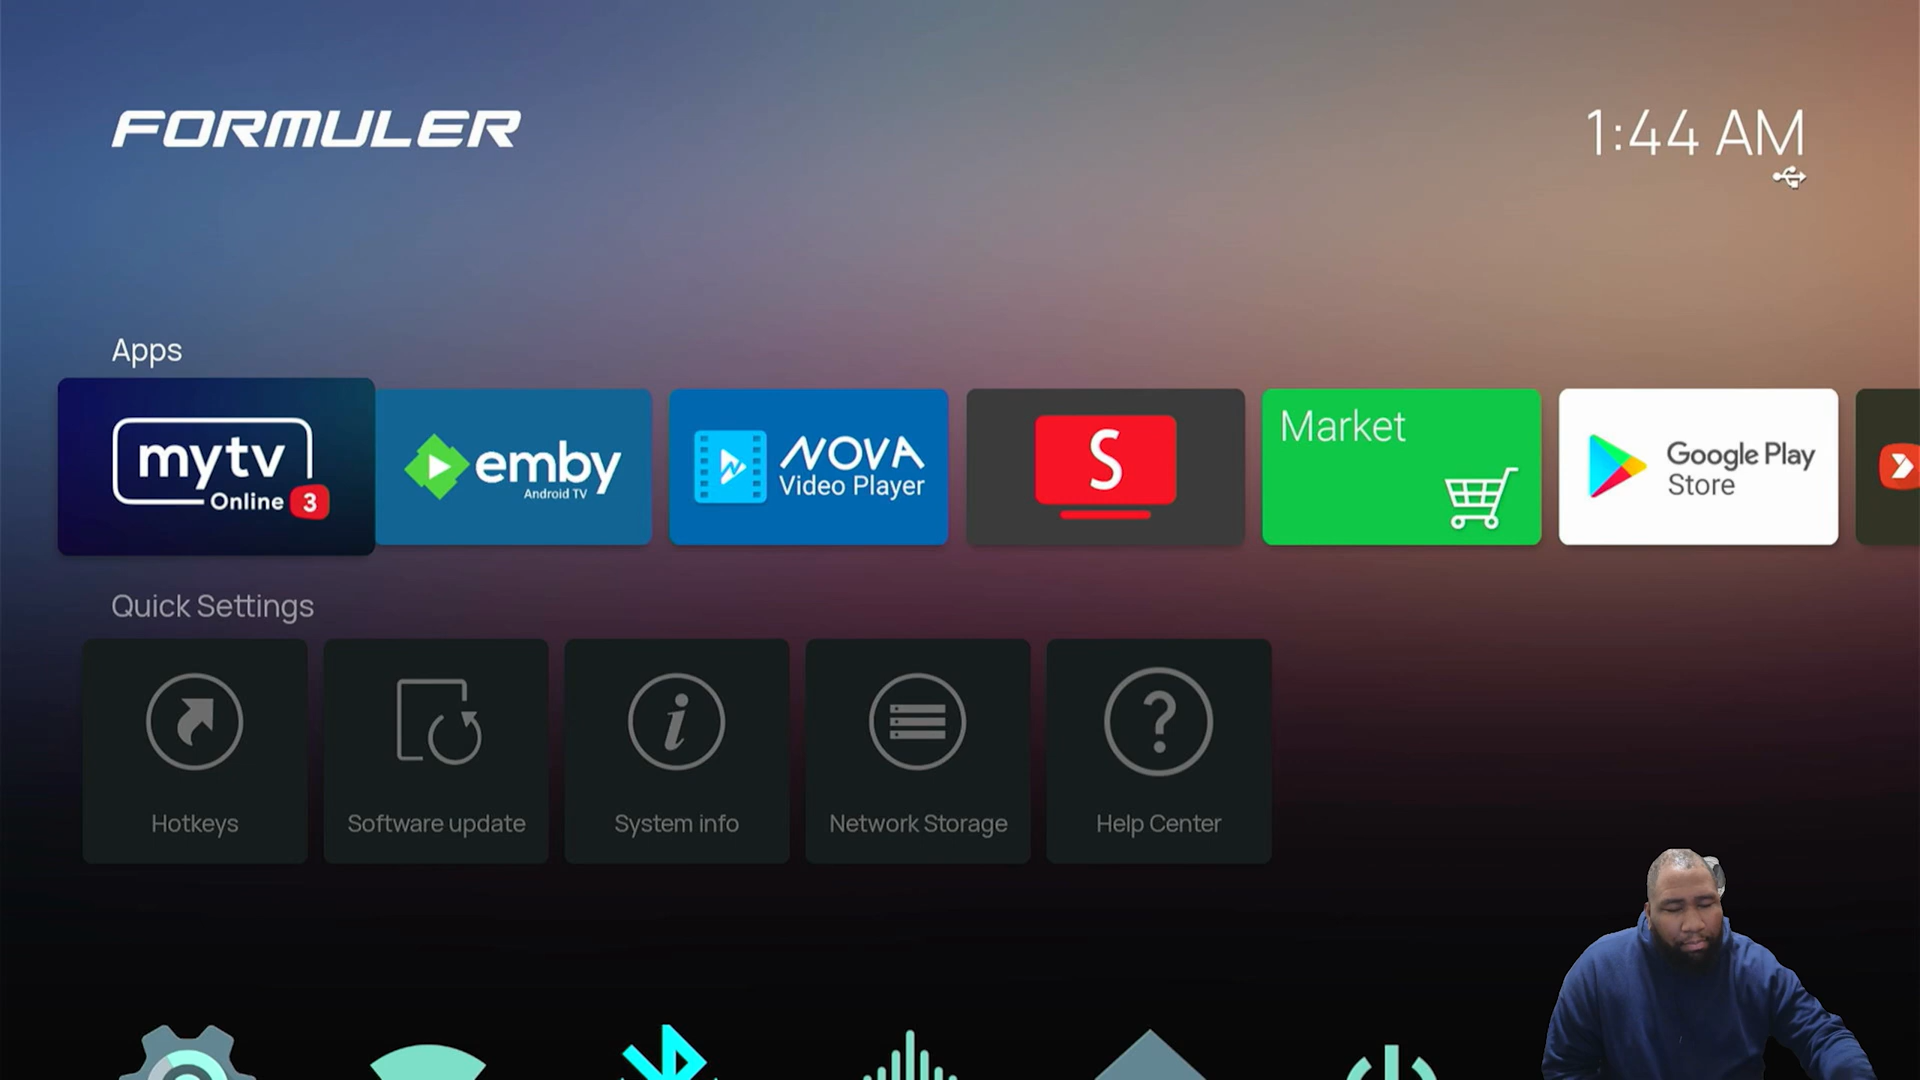 FORMULER
1:44 AM
Apps
mytv
Online 3
emby
Android TV
NOVA
Video Player
S
Market
Google Play
Store
Quick Settings
Hotkeys
Software update
System info
Network Storage
Help Center